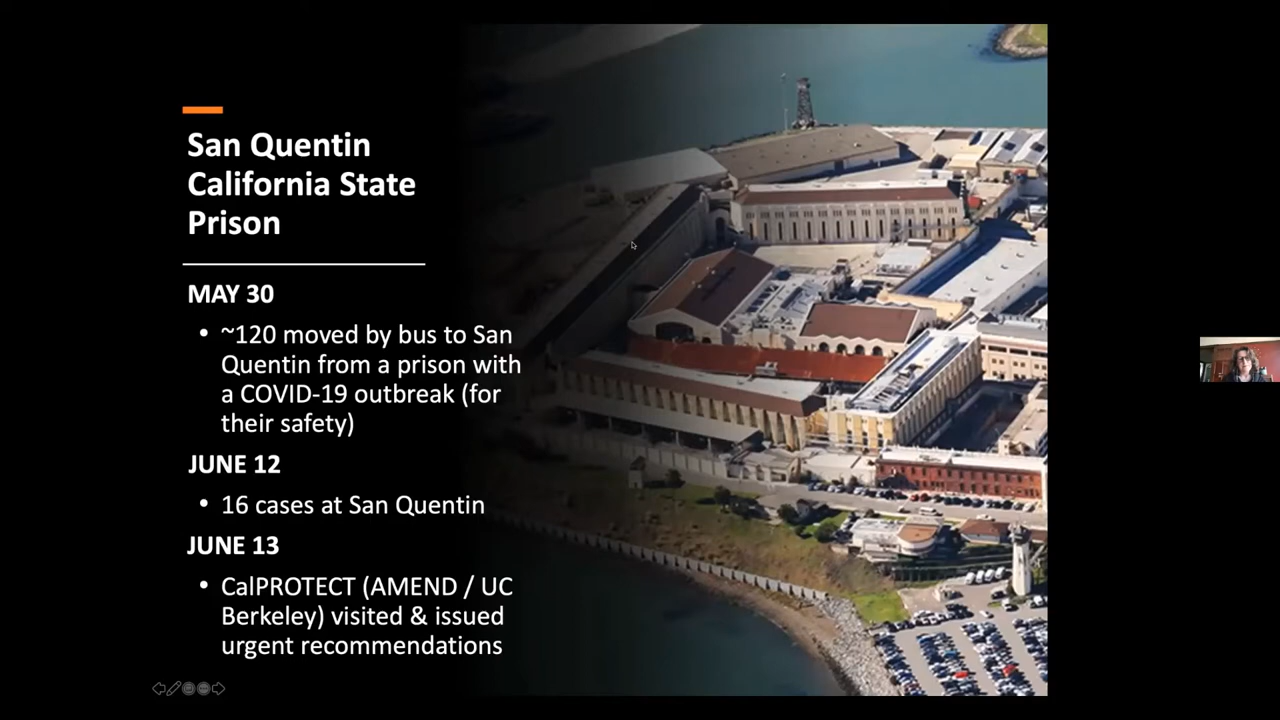 San Quentin
California State
Prison
MAY 30
• ~120 moved by bus to San
Quentin from a prison with
a COVID-19 outbreak (for
their safety)
JUNE 12
• 16 cases at San Quentin
JUNE 13
• CalPROTECT (AMEND / UC
Berkeley) visited & issued
urgent recommendations